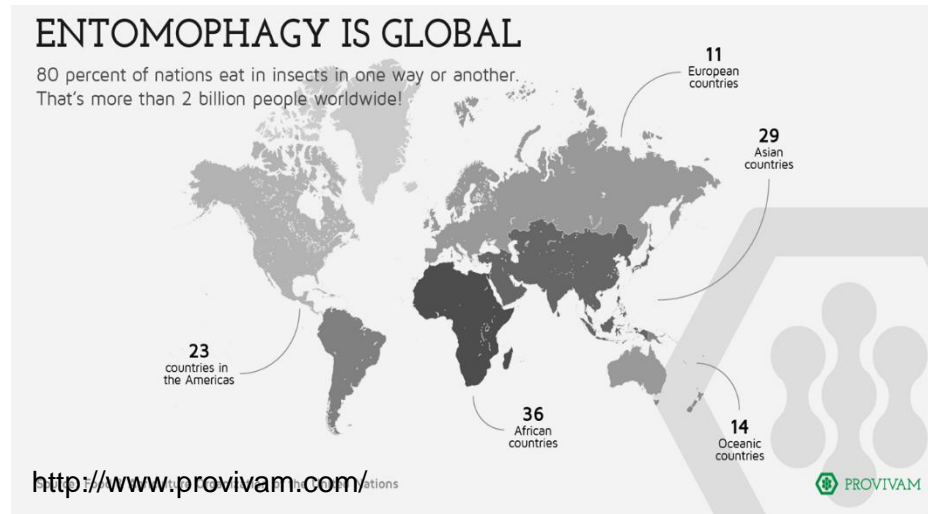 ENTOMOPHAGY IS GLOBAL
80 percent of nations eat in insects in one way or another.
That's more than 2 billion people worldwide!
11
European
countries
29
Asian
countries
23
countries in
the Americas
36
African
countries
14
Oceanic
countries
http://www.provivam.com/
Nations
PROVIVAM